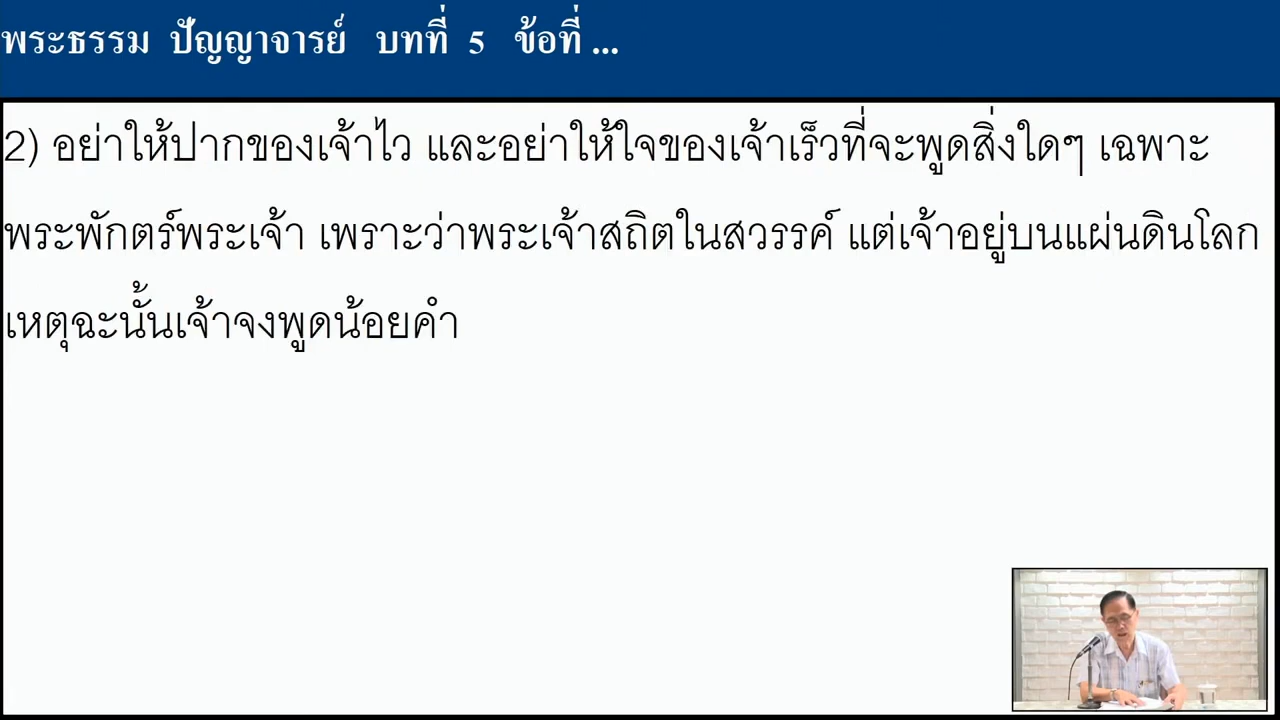 พระธรรม ปัญญาจารย์ บทที่ 5 ข้อที่ ...
2) อย่าให้ปากของเจ้าไว และอย่าให้ใจของเจ้าเร็วที่จะพูดสิ่งใดๆ เฉพาะ
พระพักตร์พระเจ้า เพราะว่าพระเจ้าสถิตในสวรรค์ แต่เจ้าอยู่บนแผ่นดินโลก
เหตุฉะนั้นเจ้าจงพูดน้อยคำ